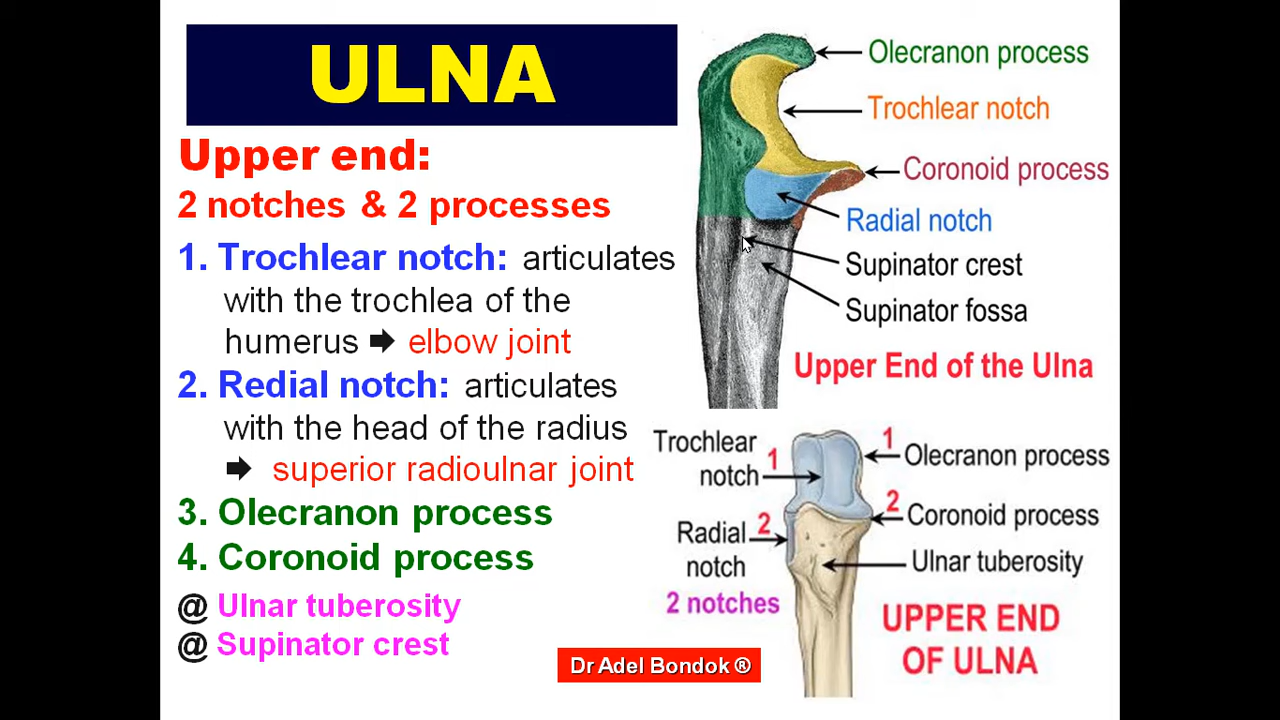 ULNA
Upper end:
2 notches & 2 processes
1. Trochlear notch: articulates
with the trochlea of the
humerus ➡ elbow joint
2. Redial notch: articulates
with the head of the radius
➡ superior radioulnar joint
3. Olecranon process
4. Coronoid process
@ Ulnar tuberosity
@ Supinator crest
Dr Adel Bondok ®
Olecranon process
Trochlear notch
Coronoid process
Radial notch
Supinator crest
Supinator fossa
Upper End of the Ulna
Trochlear
notch
1
Radial
notch
2
2 notches
1
Olecranon process
2
Coronoid process
Ulnar tuberosity
UPPER END
OF ULNA